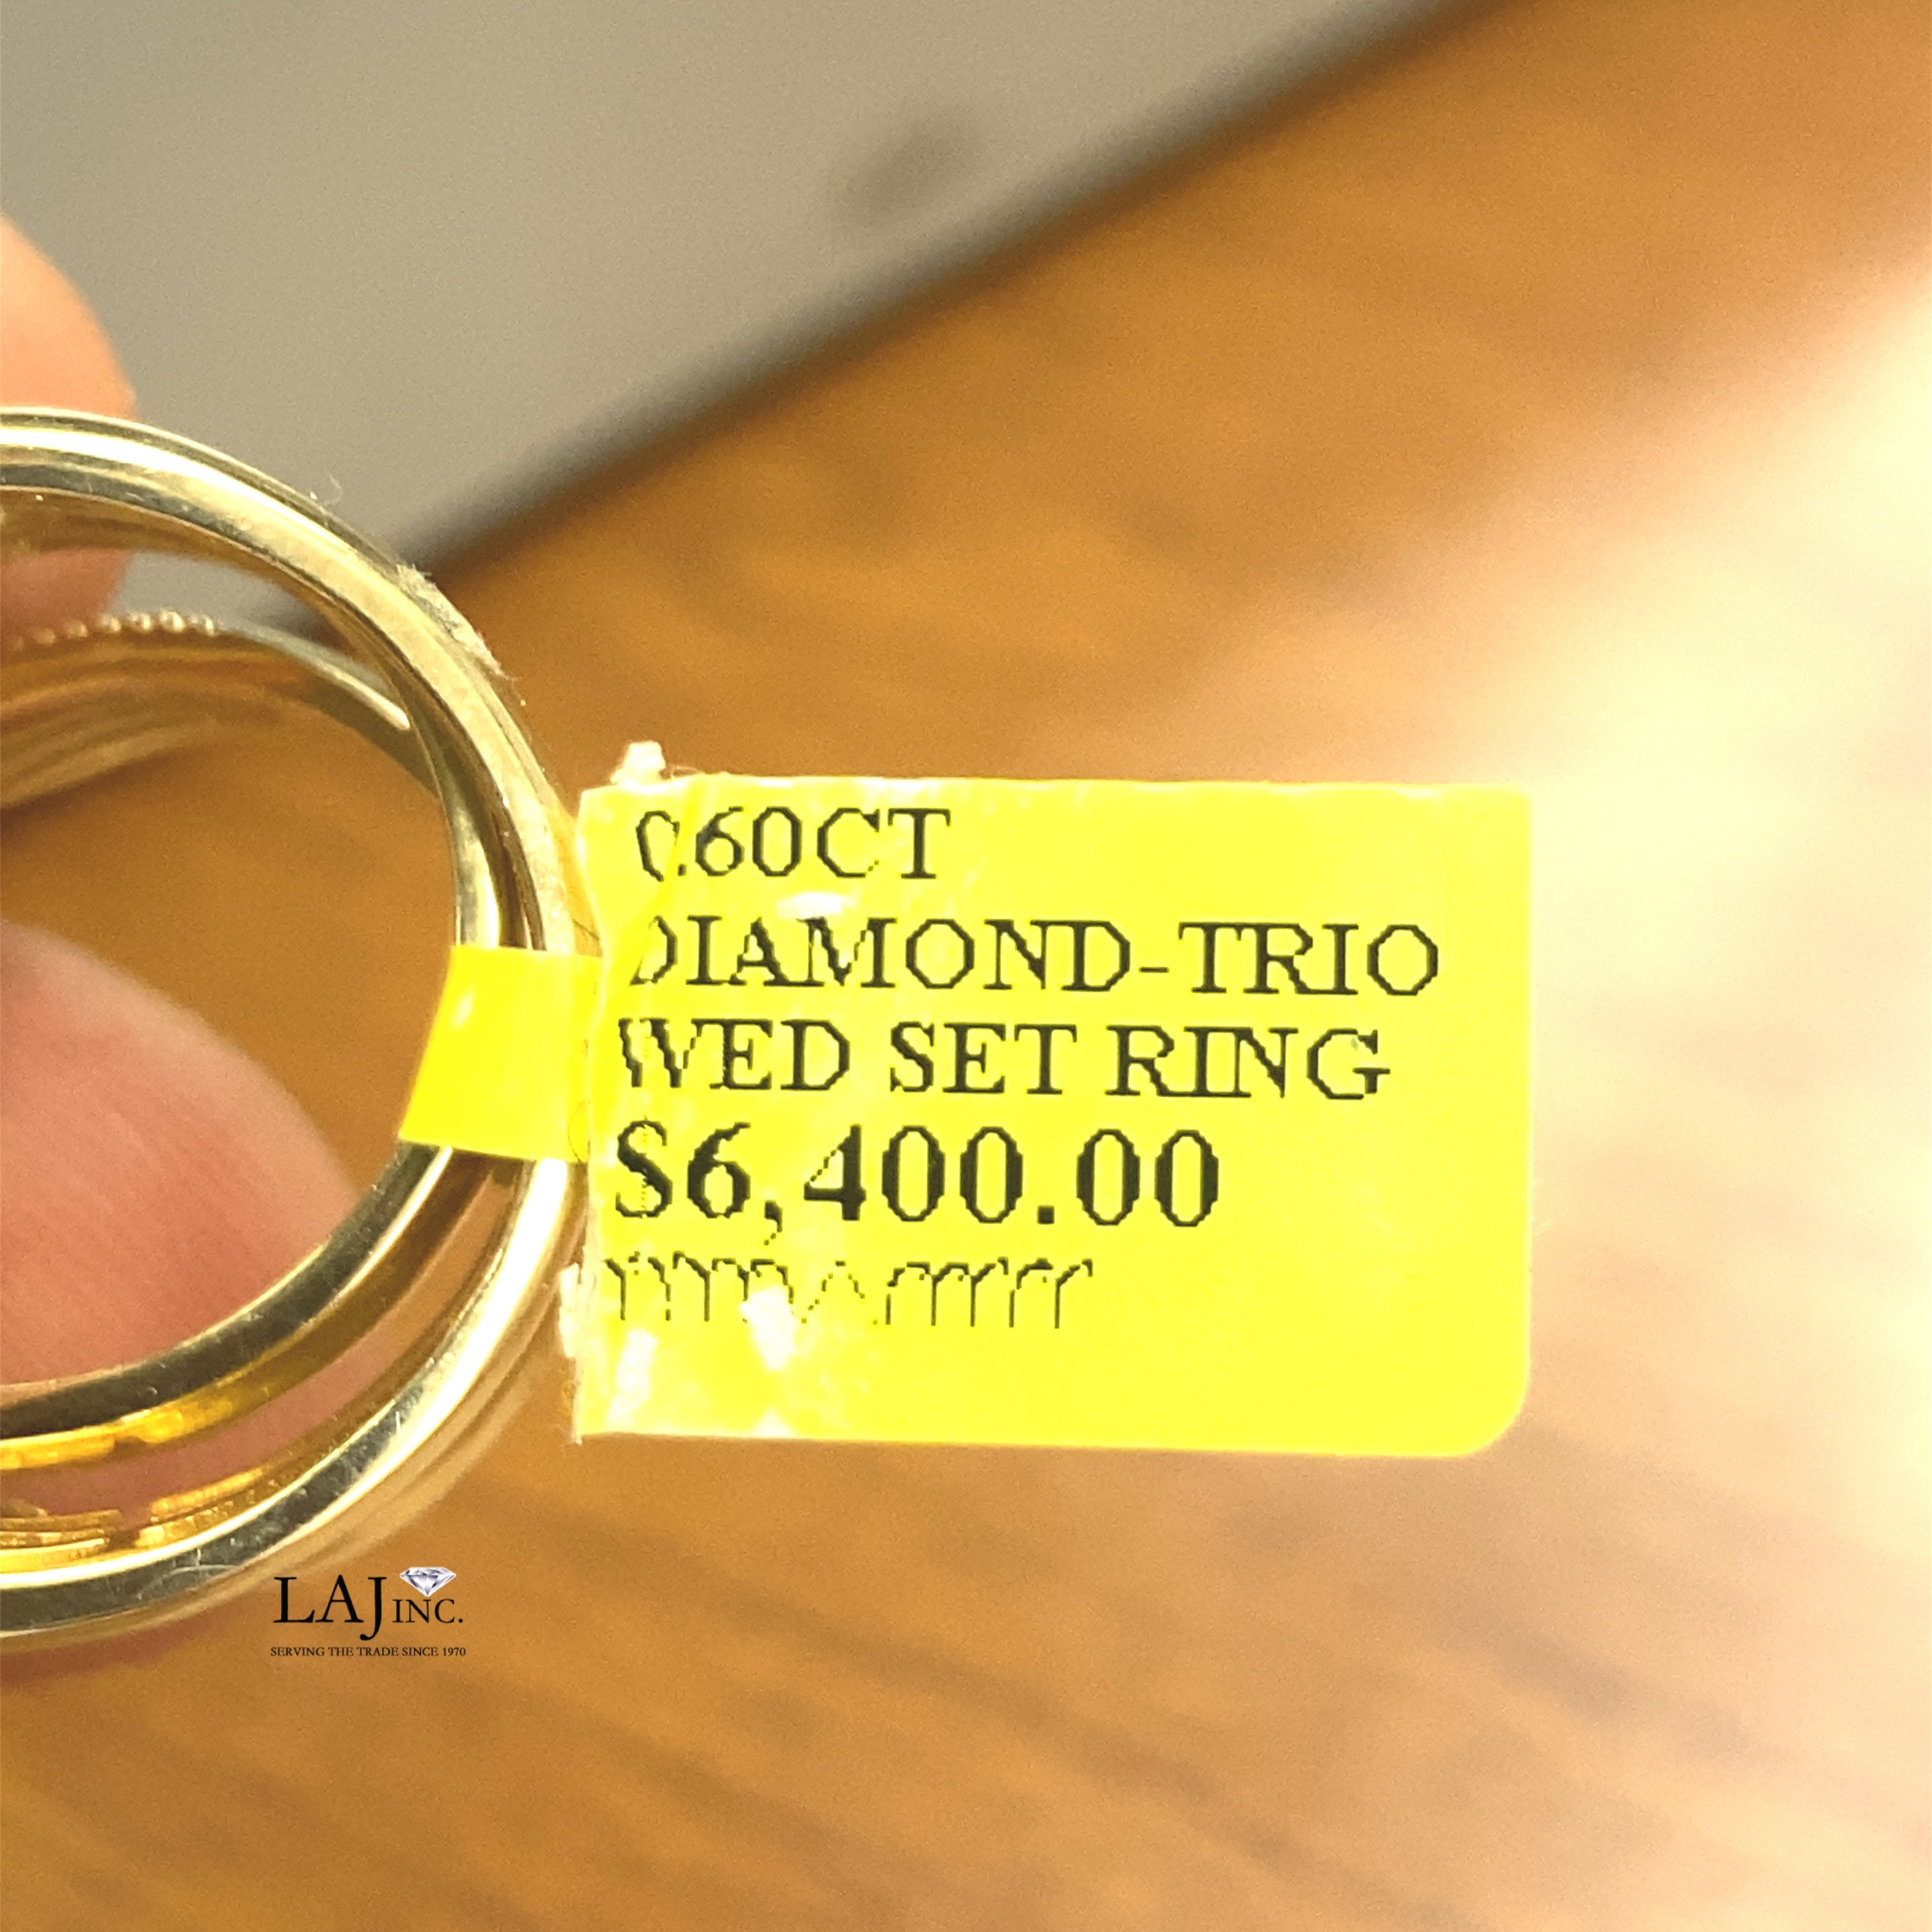 0.60CT
DIAMOND-TRIO
WED SET RING
$6,400.00
LAJ INC.
SERVING THE TRADE SINCE 1970